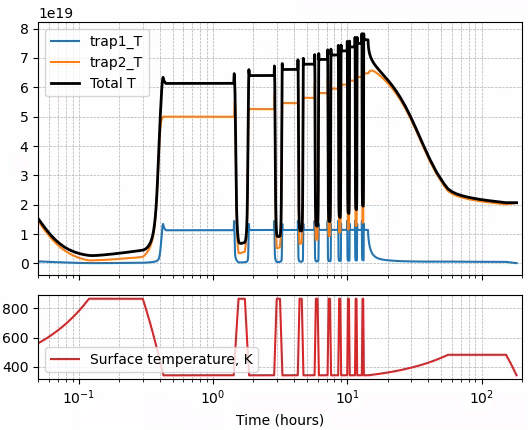 1e19
8
7
6
5
4
3
2
1
0
trap1_T
trap2_T
Total T
800
600
400
Surface temperature, K
10⁻¹ 10⁰ 10¹ 10²
Time (hours)